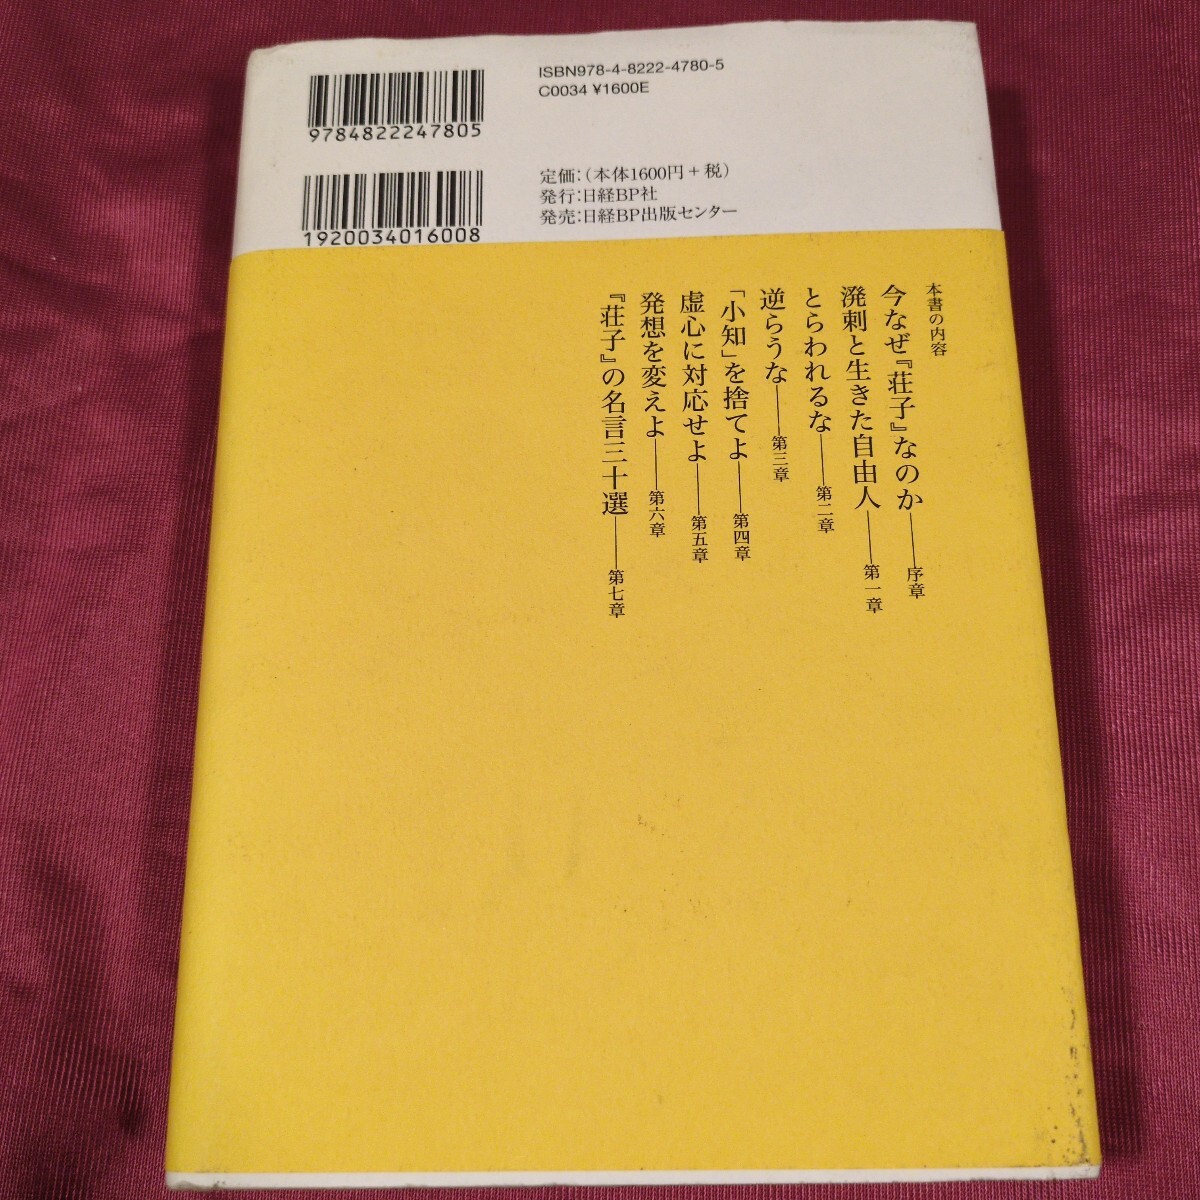 ISBN978-4-8222-4780-5
C0034 ¥1600E
9784822247805
定価：（本体1600円＋税）
発行：日経BP社
発売：日経BP出版センター
1920034016008
本書の内容
今なぜ『荘子』なのか――序章
溌剌と生きた自由人――第一章
とらわれるな――第二章
逆らうな――第三章
「小知」を捨てよ――第四章
虚心に対応せよ――第五章
発想を変えよ――第六章
『荘子』の名言三十選――第七章